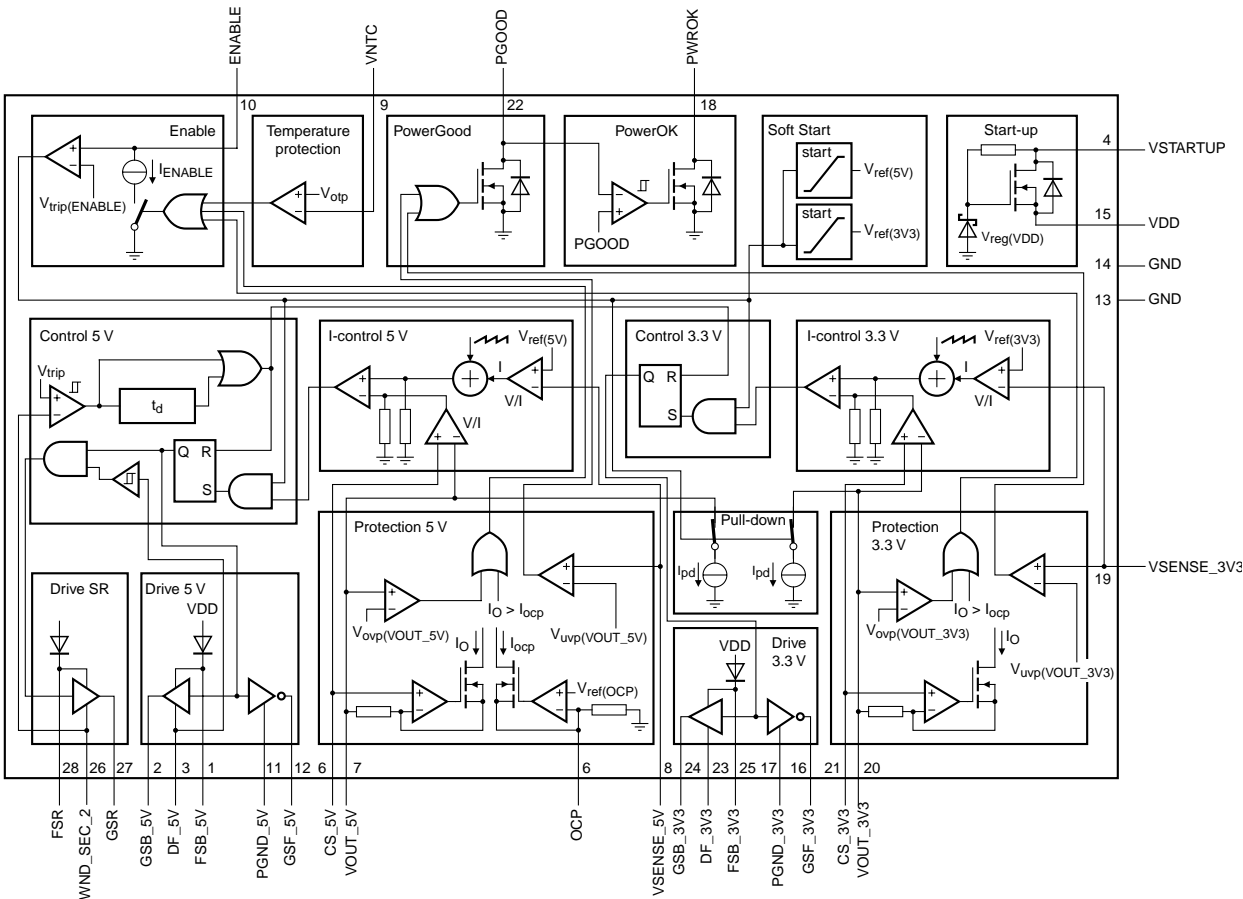 ENABLE
VNTC
PGOOD
PWROK
10
9
22
18
Enable
Temperature
protection
PowerGood
PowerOK
Soft Start
Start-up
+
−
IENABLE
Vtrip(ENABLE)
+
−
Votp
−
+
PGOOD
start
Vref(5V)
start
Vref(3V3)
Vreg(VDD)
4
VSTARTUP
15
VDD
14
GND
13
GND
Control 5 V
Vtrip
+
−
td
Q
R
S
I-control 5 V
Vref(5V)
+
−
+
I
+
−
V/I
V/I
+
−
Control 3.3 V
Q
R
S
I-control 3.3 V
Vref(3V3)
+
−
+
I
+
−
V/I
+
−
Drive SR
Drive 5 V
VDD
Protection 5 V
+
−
Vovp(VOUT_5V)
IO > Iocp
+
−
Vuvp(VOUT_5V)
IO
Iocp
+
−
Vref(OCP)
+
−
Pull-down
Ipd
Ipd
Drive
3.3 V
VDD
Protection
3.3 V
+
−
Vovp(VOUT_3V3)
IO > Iocp
+
−
Vuvp(VOUT_3V3)
IO
+
−
19
VSENSE_3V3
+
−
28
26
27
2
3
1
11
12
6
7
6
8
24
23
25
17
16
21
20
FSR
WND_SEC_2
GSR
GSB_5V
DF_5V
FSB_5V
PGND_5V
GSF_5V
CS_5V
VOUT_5V
OCP
VSENSE_5V
GSB_3V3
DF_3V3
FSB_3V3
PGND_3V3
GSF_3V3
CS_3V3
VOUT_3V3